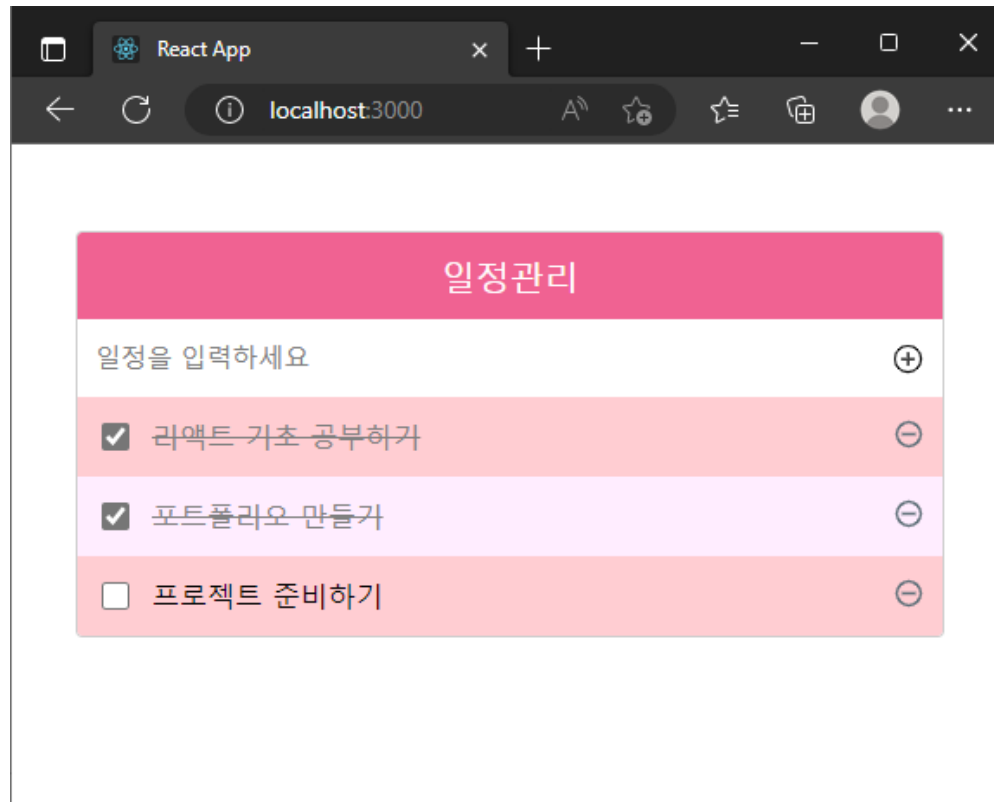 React App
localhost:3000
일정관리
일정을 입력하세요
리액트 기초 공부하기
포트폴리오 만들기
프로젝트 준비하기